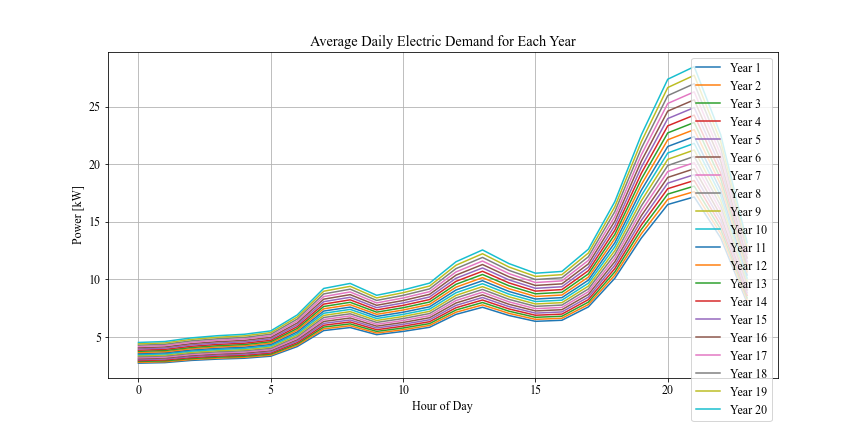 Average Daily Electric Demand for Each Year
Power [kW]
25
20
15
10
5
0
5
10
15
20
Hour of Day
Year 1
Year 2
Year 3
Year 4
Year 5
Year 6
Year 7
Year 8
Year 9
Year 10
Year 11
Year 12
Year 13
Year 14
Year 15
Year 16
Year 17
Year 18
Year 19
Year 20